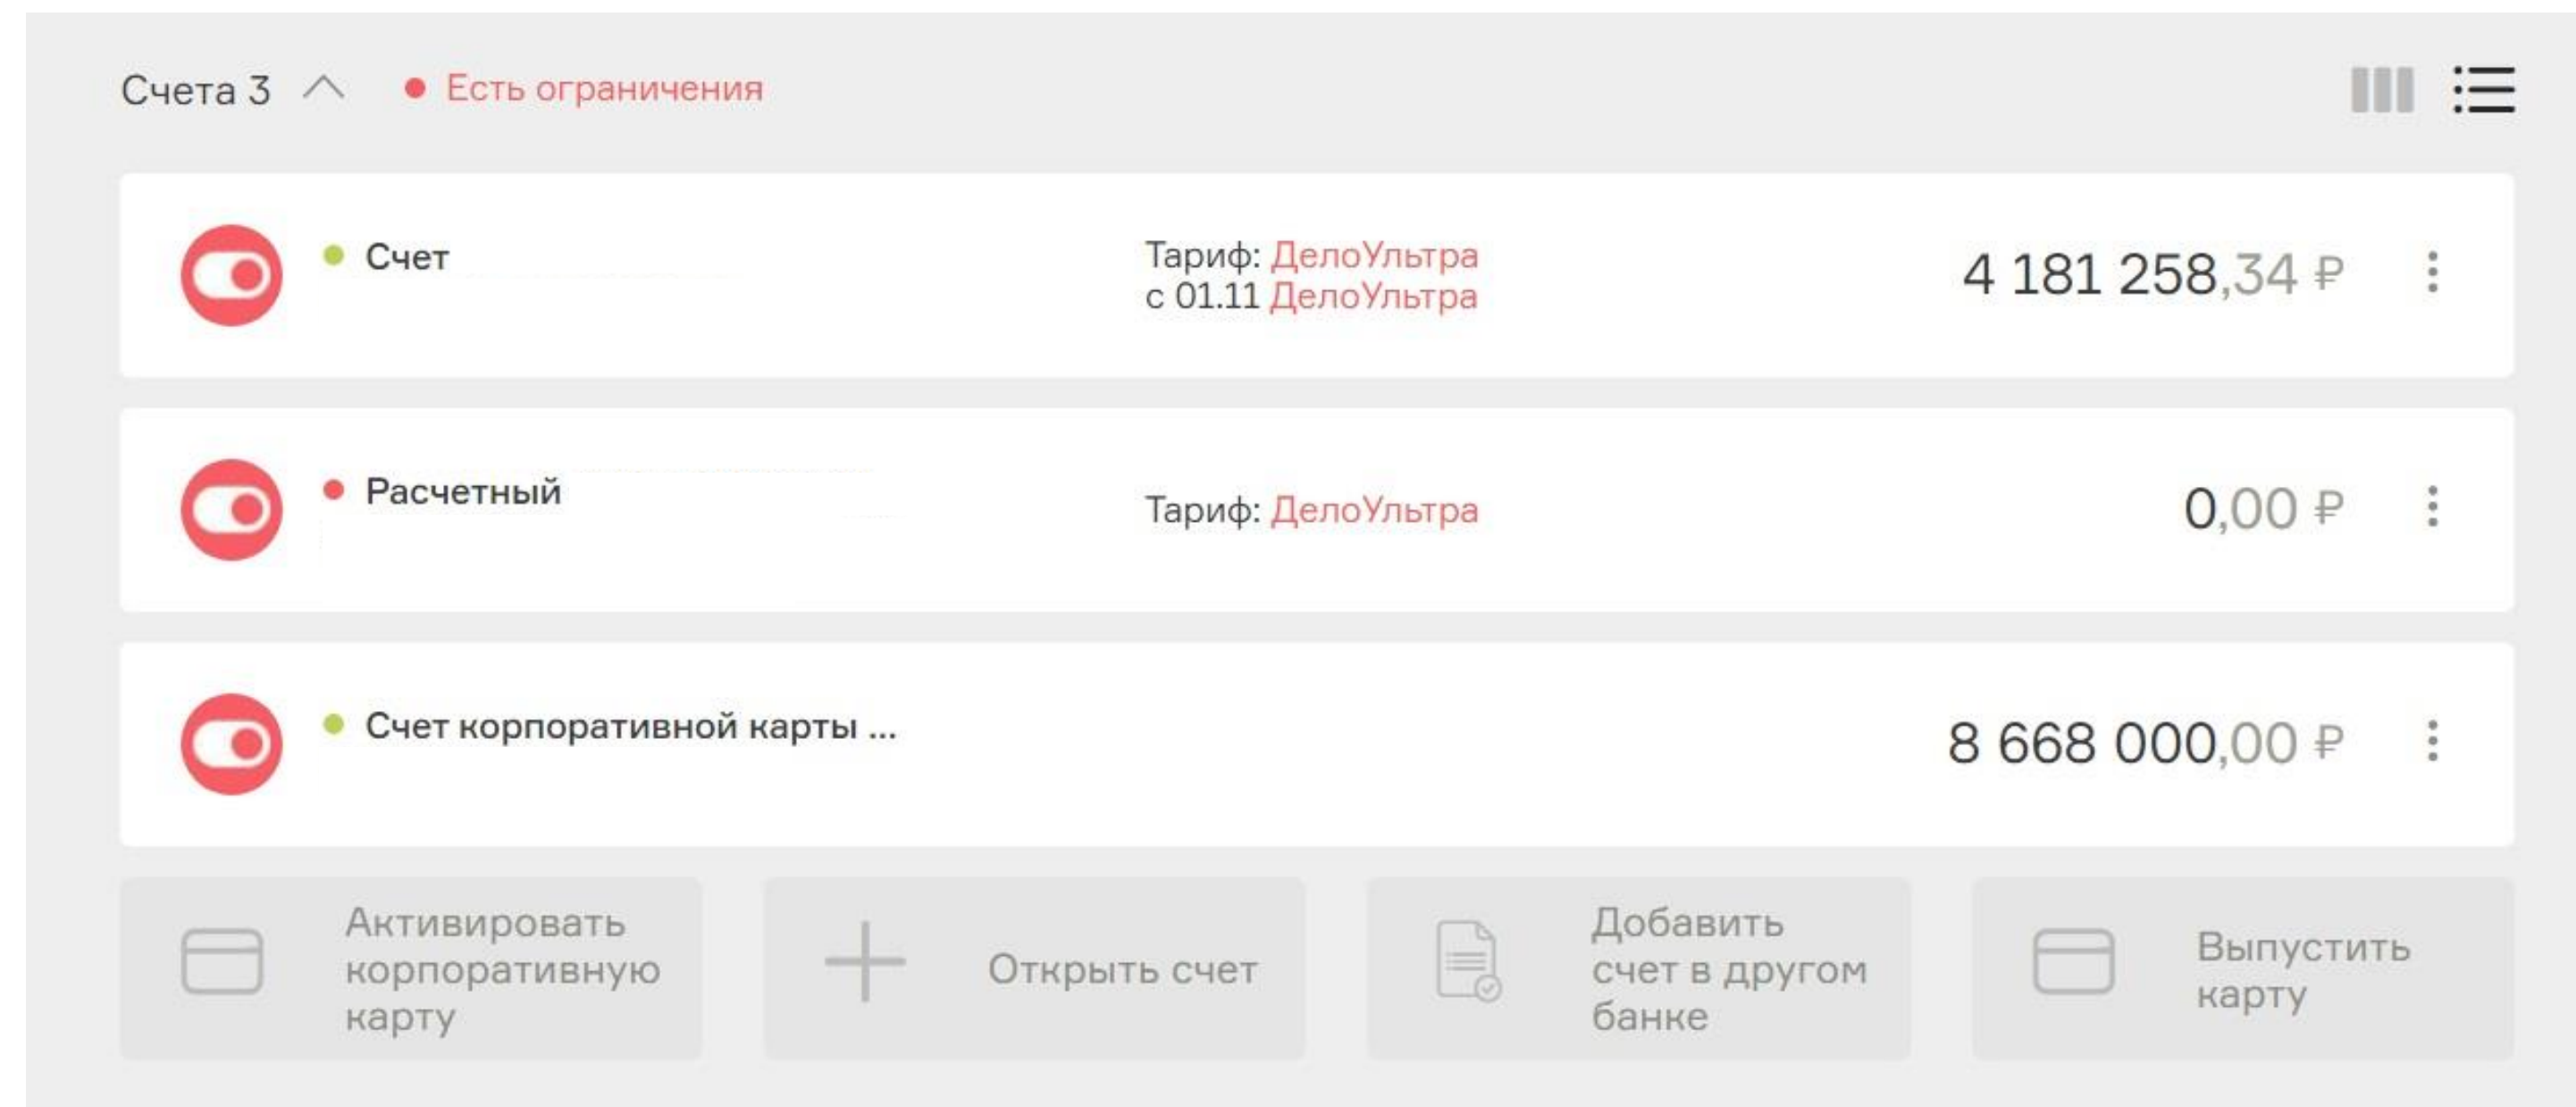 Счета 3
Есть ограничения
Счет
Тариф: ДелоУльтра
с 01.11 ДелоУльтра
4 181 258,34 ₽
Расчетный
Тариф: ДелоУльтра
0,00 ₽
Счет корпоративной карты ...
8 668 000,00 ₽
Активировать
корпоративную
карту
Открыть счет
Добавить
счет в другом
банке
Выпустить
карту